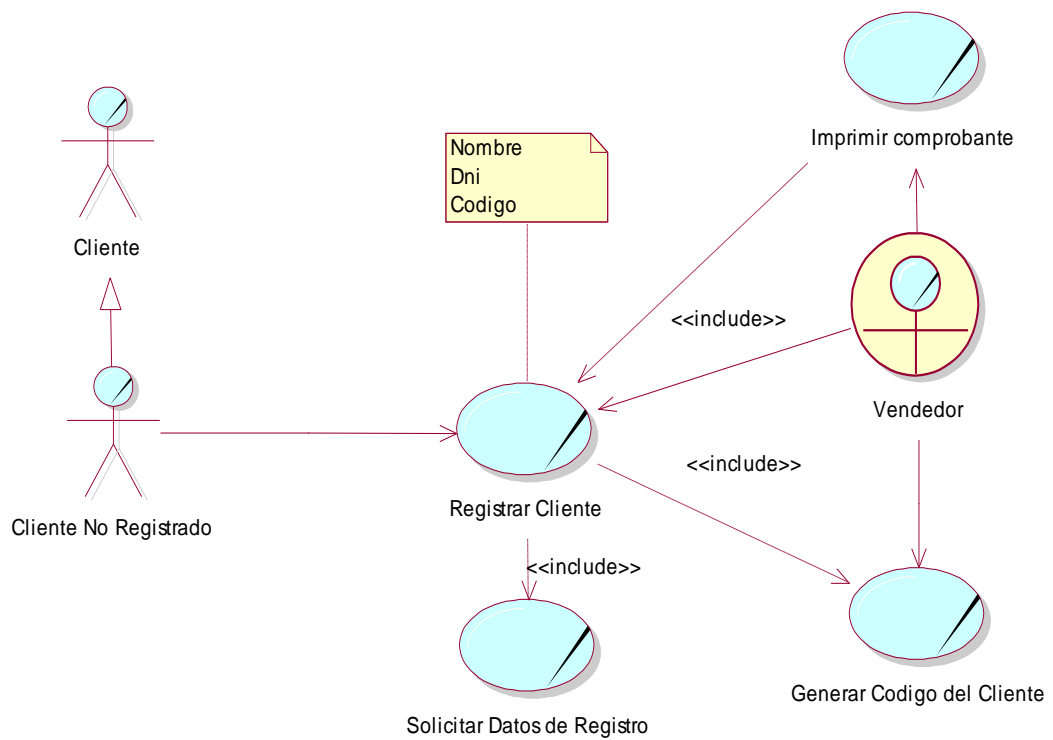 Imprimir comprobante
Nombre
Dni
Codigo
Cliente
<<include>>
Vendedor
<<include>>
Registrar Cliente
Cliente No Registrado
<<include>>
Generar Codigo del Cliente
Solicitar Datos de Registro